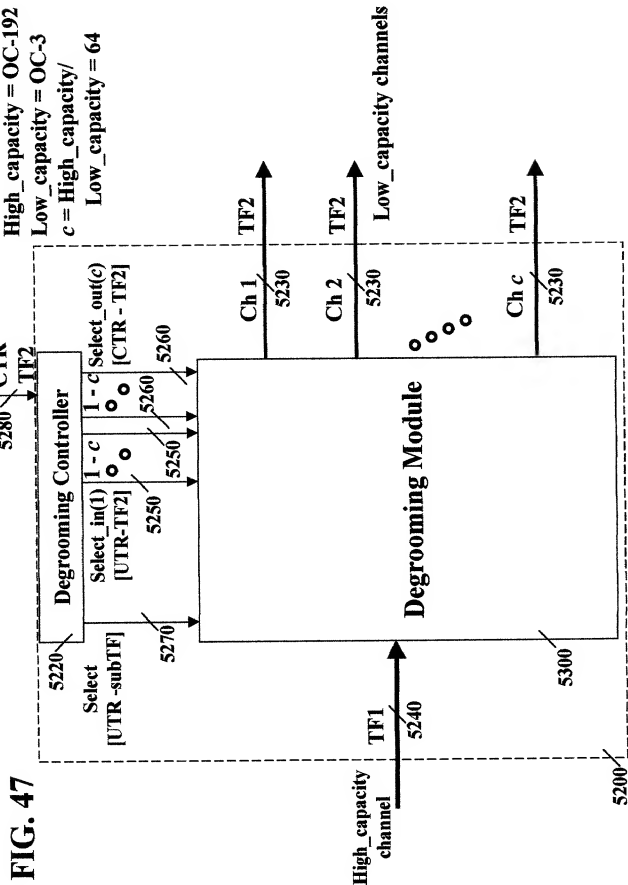 FIG. 47
High_capacity = OC-192
Low_capacity = OC-3
c = High_capacity/
Low_capacity = 64
5280
CTR
TF2
5220
Degrooming Controller
Select
[UTR -subTF]
5270
Select_in(1)
[UTR-TF2]
5250
1 - c
5250
5260
1 - c
Select_out(c)
[CTR - TF2]
5260
High_capacity
channel
TF1
5240
Degrooming Module
5300
Ch 1
5230
TF2
Ch 2
5230
TF2
Low_capacity channels
Ch c
5230
TF2
5200